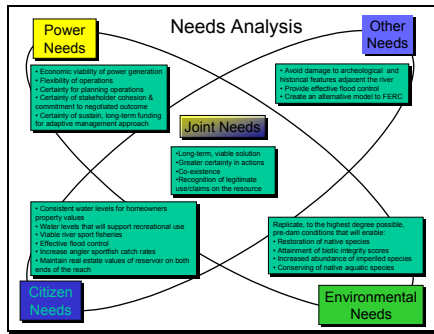 Needs Analysis
Power
Needs
• Economic viability of power generation
• Flexibility of operations
• Certainty for planning operations
• Certainty of stakeholder cohesion &
commitment to negotiated outcome
• Certainty of sustain, long-term funding
for adaptive management approach
Other
Needs
• Avoid damage to archeological and
historical features adjacent the river
• Provide effective flood control
• Create an alternative model to FERC
Joint Needs
•Long-term, viable solution
•Greater certainty in actions
•Co-existence
•Recognition of legitimate
use/claims on the resource
• Consistent water levels for homeowners
property values
• Water levels that will support recreational use
• Viable river sport fisheries
• Effective flood control
• Increase angler sportfish catch rates
• Maintain real estate values of reservoir on both
ends of the reach
Citizen
Needs
Replicate, to the highest degree possible,
pre-dam conditions that will enable:
• Restoration of native species
• Attainment of biotic integrity scores
• Increased abundance of imperiled species
• Conserving of native aquatic species
Environmental
Needs